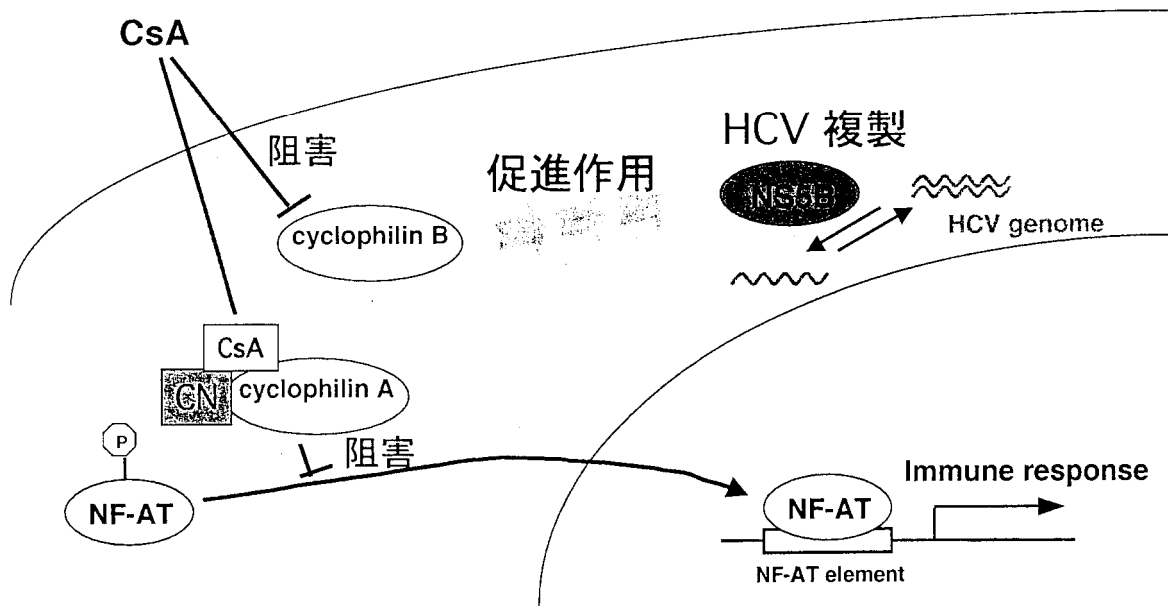 CsA
阻害
促進作用
HCV 複製
NS5B
HCV genome
cyclophilin B
CsA
CN
cyclophilin A
P
阻害
NF-AT
Immune response
NF-AT
NF-AT element